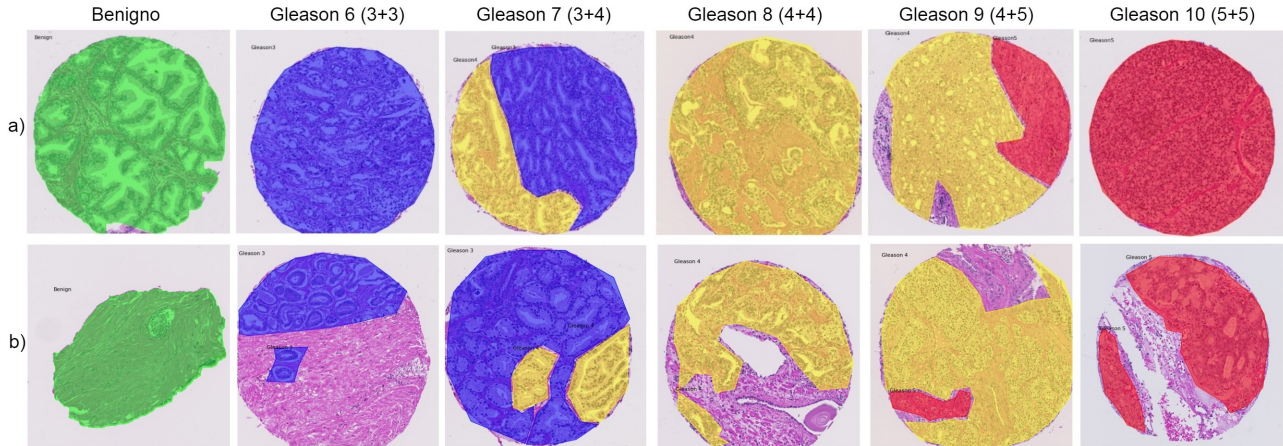 Benigno
Gleason 6 (3+3)
Gleason 7 (3+4)
Gleason 8 (4+4)
Gleason 9 (4+5)
Gleason 10 (5+5)
a)
Benign
Gleason3
Gleason4
Gleason4
Gleason4
Gleason5
Gleason5
b)
Benign
Gleason 3
Gleason 3
Gleason 4
Gleason 4
Gleason 5